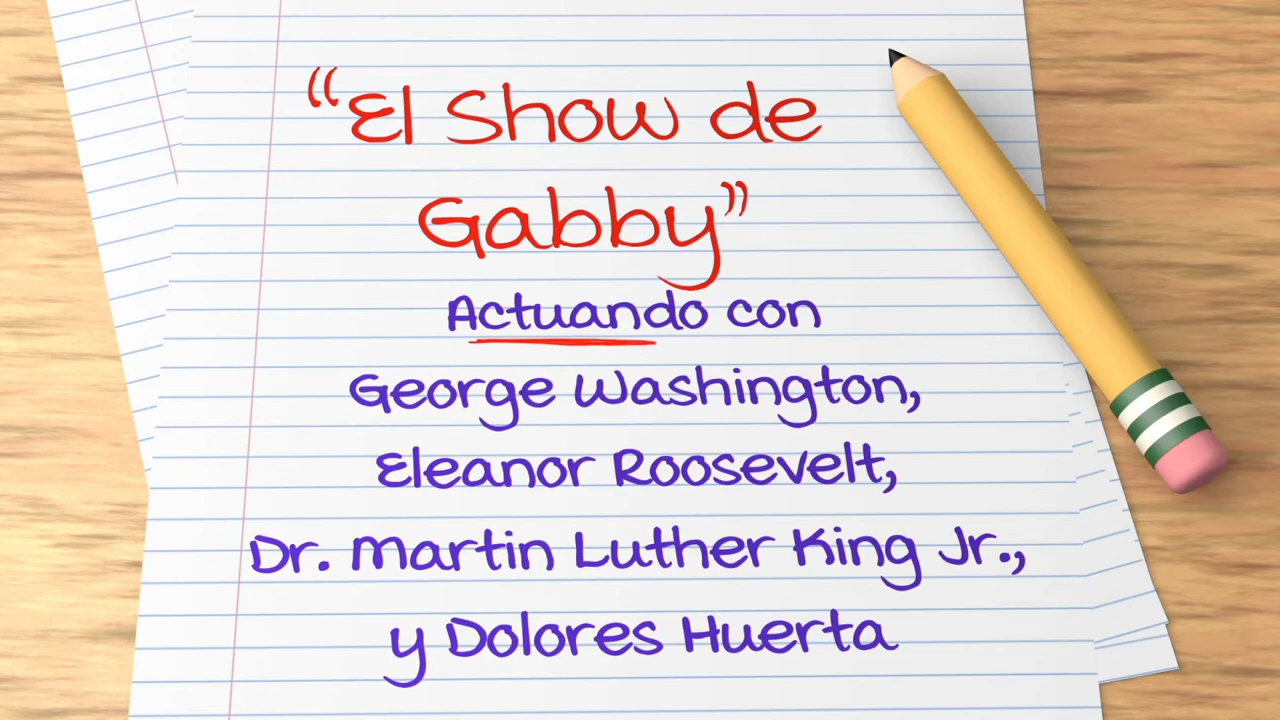 “El Show de
Gabby”
Actuando con
George Washington,
Eleanor Roosevelt,
Dr. Martin Luther King Jr.,
y Dolores Huerta